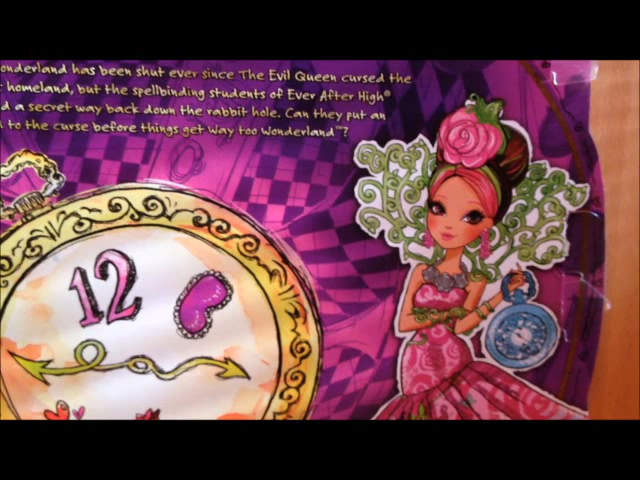 onderland has been shut ever since The Evil Queen cursed the
homeland, but the spellbinding students of Ever After High®
a secret way back down the rabbit hole. Can they put an
to the curse before things get way too Wonderland™?
12